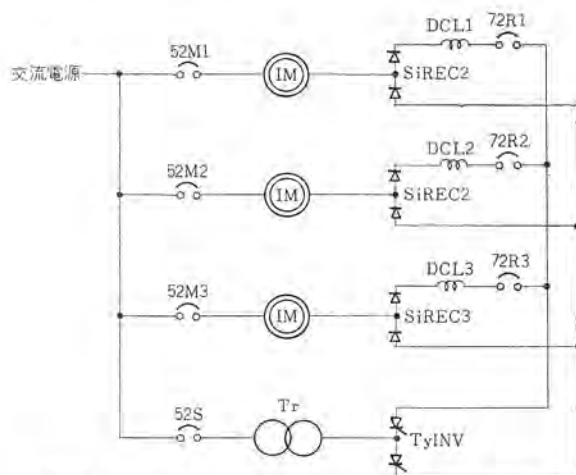 DCL1
72R1
52M1
交流電源
IM
SiREC2
DCL2
72R2
52M2
IM
SiREC2
DCL3
72R3
52M3
IM
SiREC3
Tr
52S
TyINV